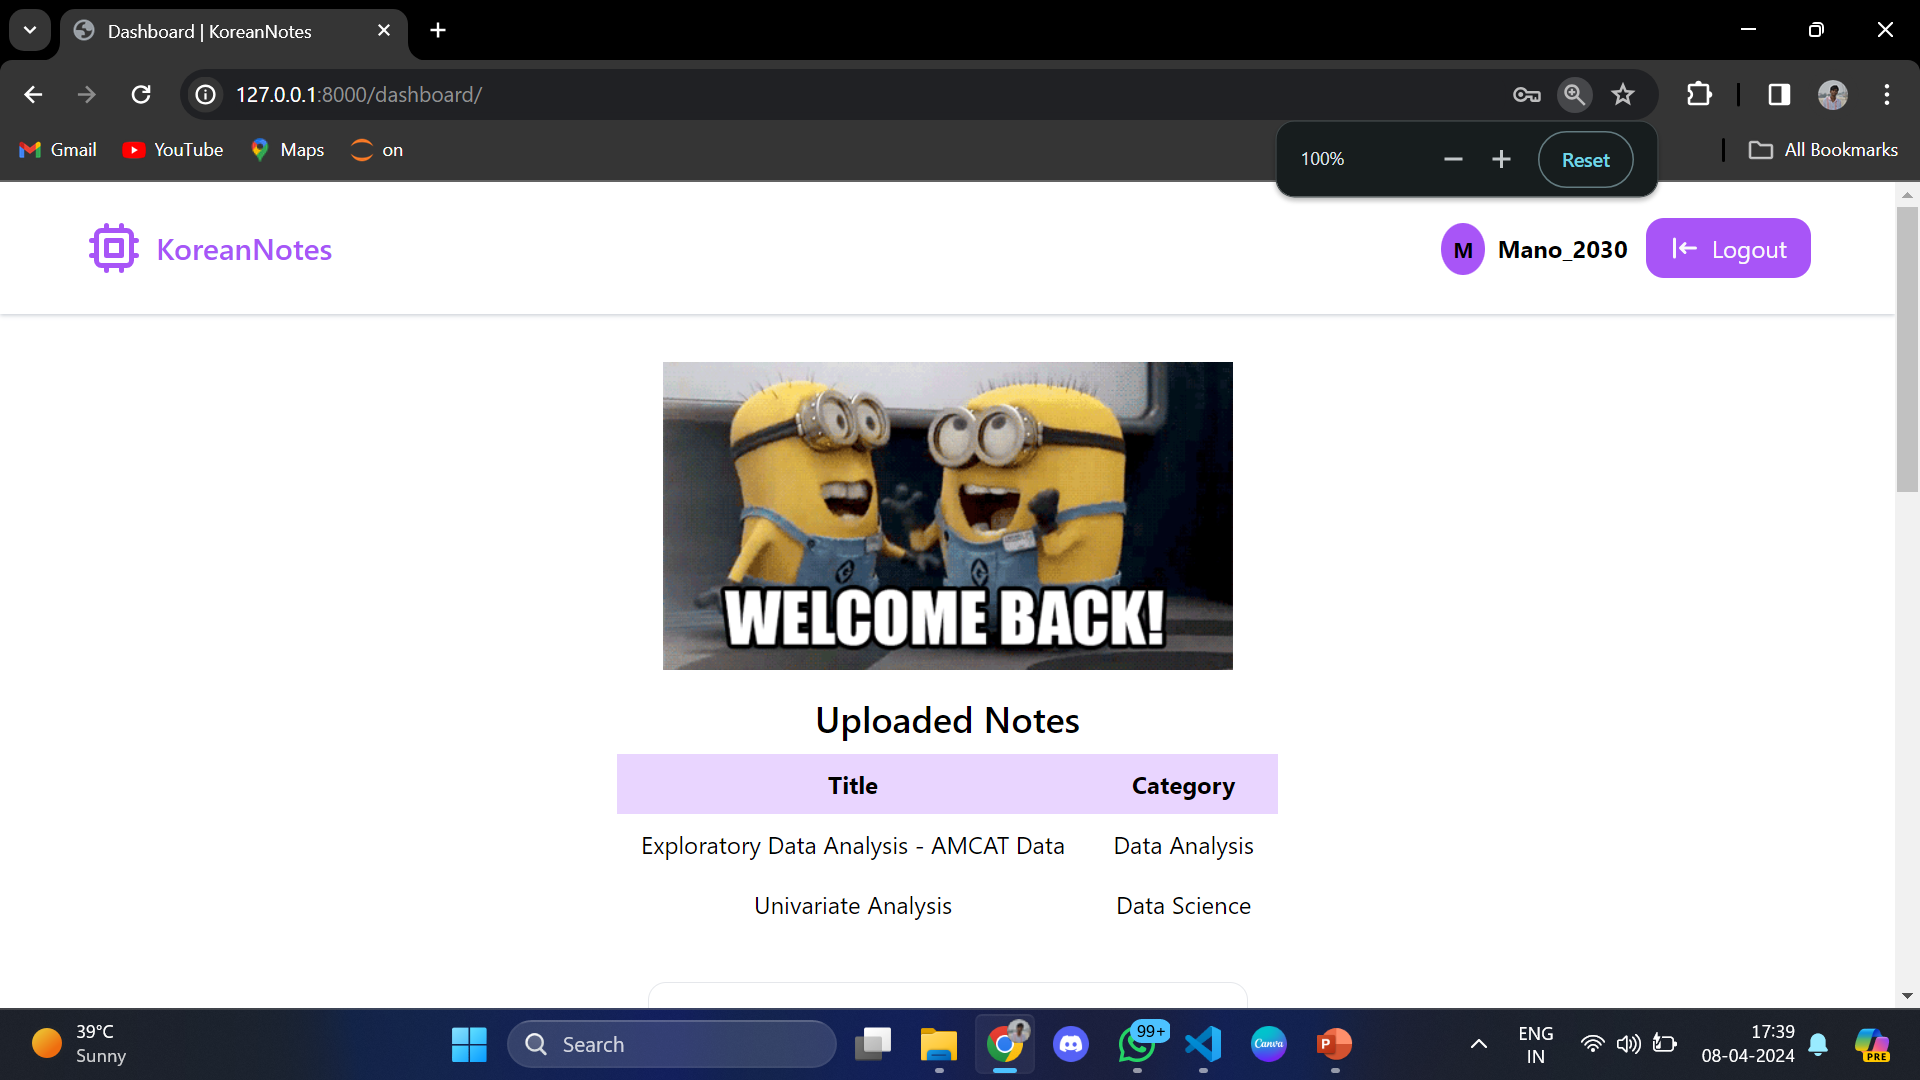 Dashboard | KoreanNotes
127.0.0.1:8000/dashboard/
Gmail YouTube Maps on All Bookmarks
100% Reset
KoreanNotes M Mano_2030 Logout
WELCOME BACK!
Uploaded Notes
Title Category
Exploratory Data Analysis - AMCAT Data Data Analysis
Univariate Analysis Data Science
39°C
Sunny
Search
99+
Canva
P
ENG
IN
17:39
08-04-2024
PRE